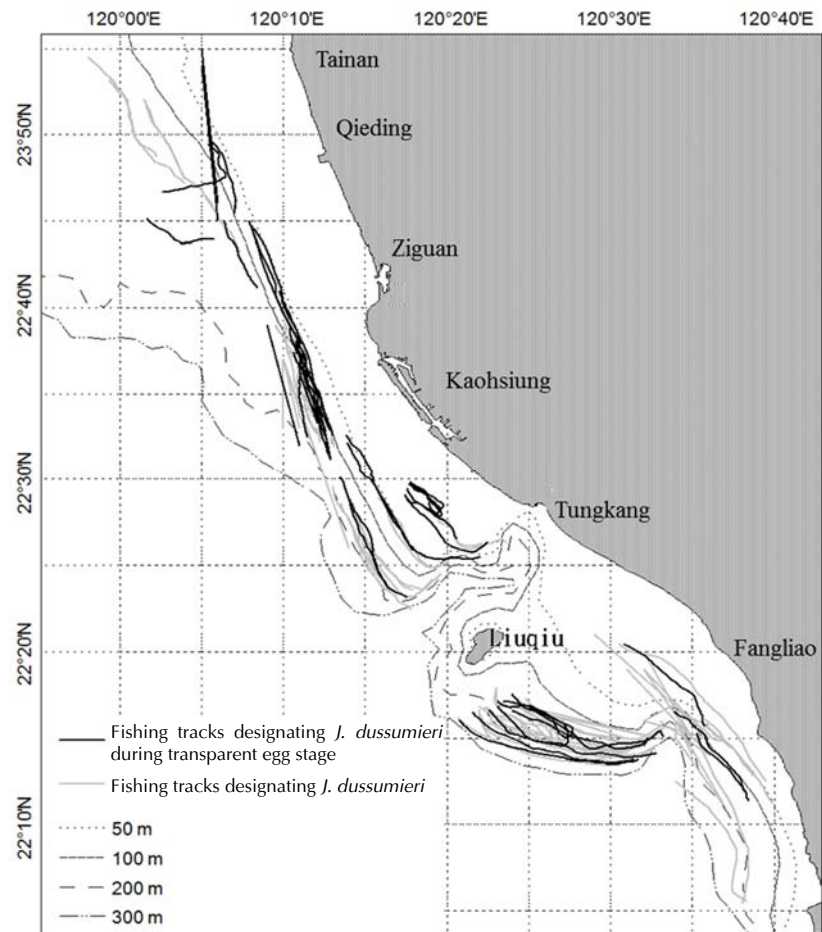 120°00'E 120°10'E 120°20'E 120°30'E 120°40'E
23°50'N
22°40'N
22°30'N
22°20'N
22°10'N
Tainan
Qieding
Ziguan
Kaohsiung
Tungkang
Liuqiu
Fangliao
Fishing tracks designating J. dussumieri
during transparent egg stage
Fishing tracks designating J. dussumieri
50 m
100 m
200 m
300 m